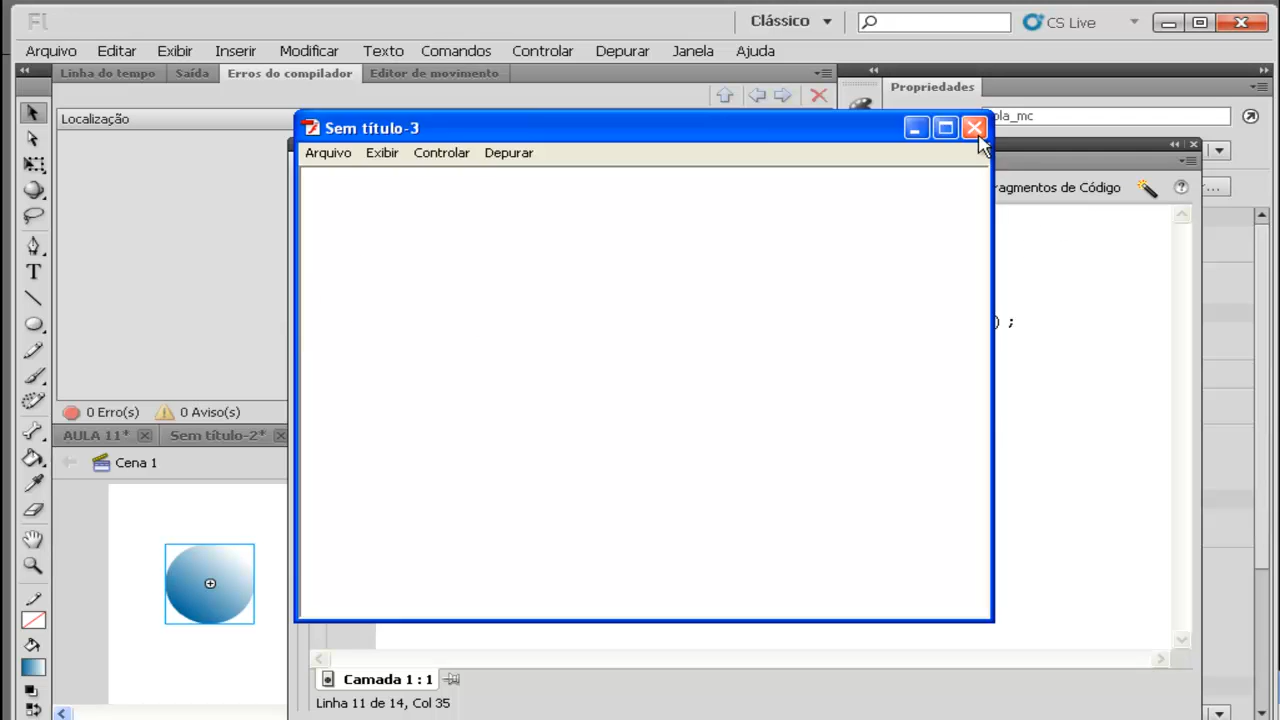 Fl
Clássico
CS Live
Arquivo Editar Exibir Inserir Modificar Texto Comandos Controlar Depurar Janela Ajuda
Linha do tempo Saída Erros do compilador Editor de movimento
Propriedades
Localização
ola_mc
Sem título-3
Arquivo Exibir Controlar Depurar
ragmentos de Código
...
) ;
T
0 Erro(s) 0 Aviso(s)
AULA 11* Sem título-2*
Cena 1
Camada 1 : 1
Linha 11 de 14, Col 35